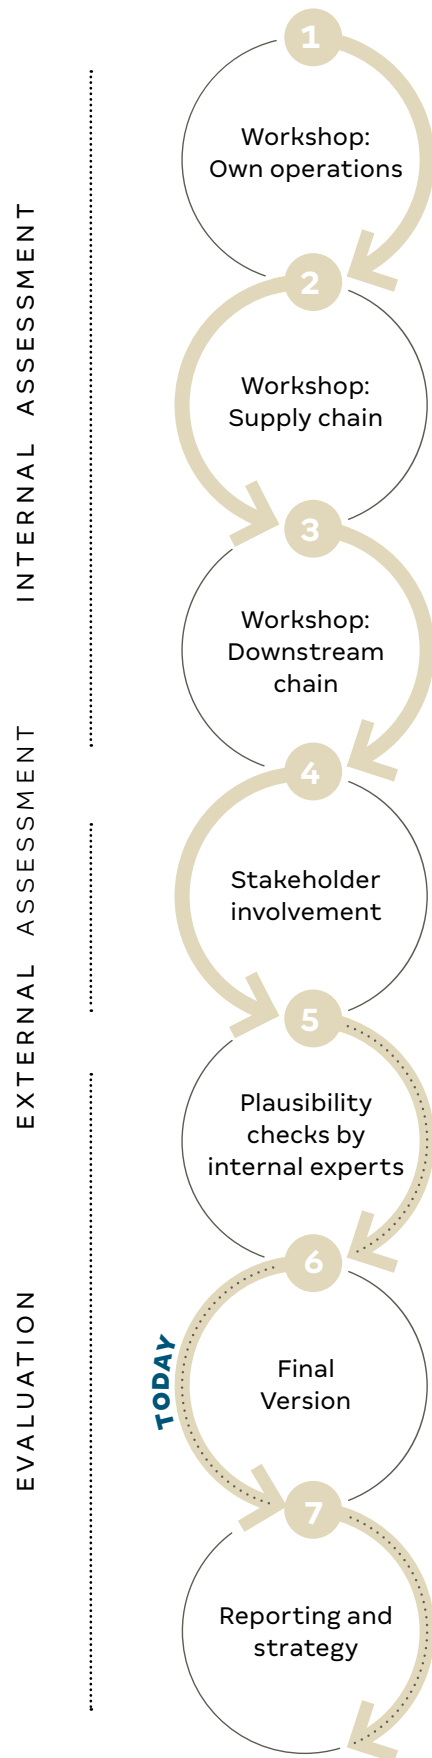 INTERNAL ASSESSMENT
1
Workshop:
Own operations
2
Workshop:
Supply chain
3
Workshop:
Downstream
chain
EXTERNAL ASSESSMENT
4
Stakeholder
involvement
EVALUATION
5
Plausibility
checks by
internal experts
6
TODAY
Final
Version
7
Reporting and
strategy